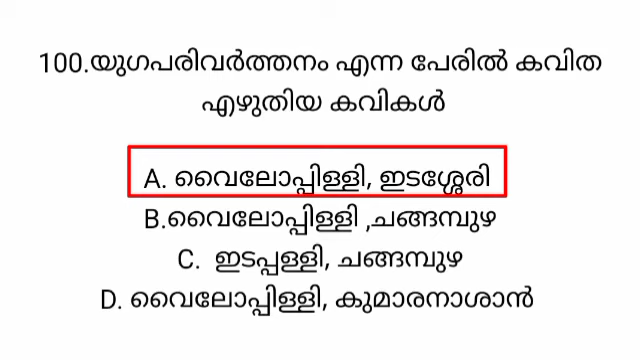 100.യുഗപരിവർത്തനം എന്ന പേരിൽ കവിത
എഴുതിയ കവികൾ
A. വൈലോപ്പിള്ളി, ഇടശ്ശേരി
B.വൈലോപ്പിള്ളി ,ചങ്ങമ്പുഴ
C. ഇടപ്പള്ളി, ചങ്ങമ്പുഴ
D. വൈലോപ്പിള്ളി, കുമാരനാശാൻ